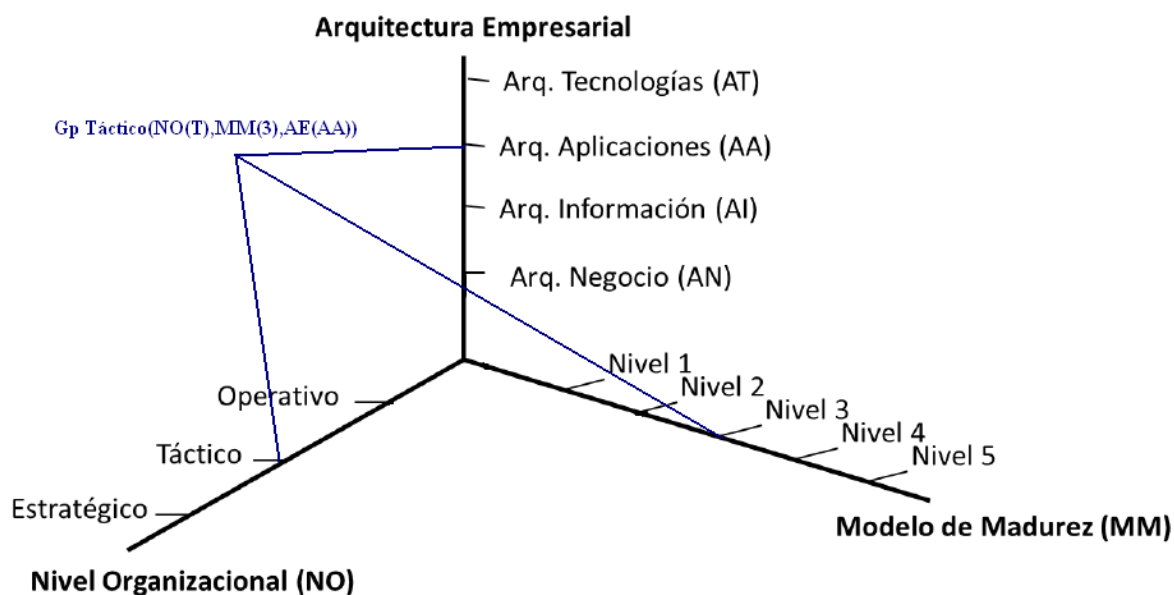 Arquitectura Empresarial
Arq. Tecnologías (AT)
Gp Táctico(NO(T),MM(3),AE(AA))
Arq. Aplicaciones (AA)
Arq. Información (AI)
Arq. Negocio (AN)
Nivel 1
Nivel 2
Nivel 3
Nivel 4
Nivel 5
Operativo
Táctico
Estratégico
Modelo de Madurez (MM)
Nivel Organizacional (NO)